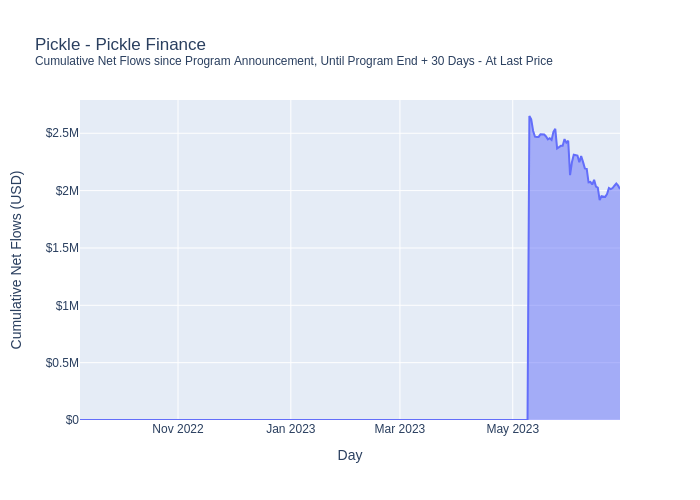 Pickle - Pickle Finance
Cumulative Net Flows since Program Announcement, Until Program End + 30 Days - At Last Price
Cumulative Net Flows (USD)
$2.5M
$2M
$1.5M
$1M
$0.5M
$0
Nov 2022
Jan 2023
Mar 2023
May 2023
Day